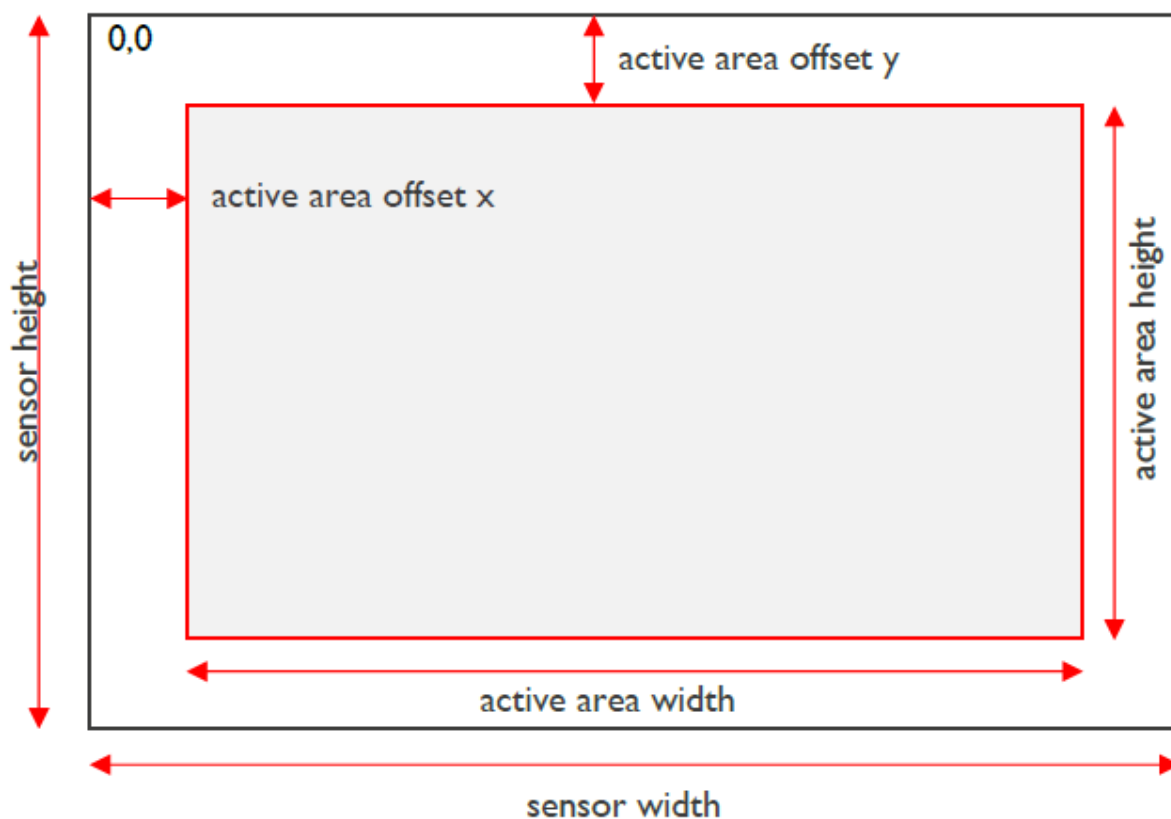 0,0
active area offset y
active area offset x
sensor height
active area height
active area width
sensor width